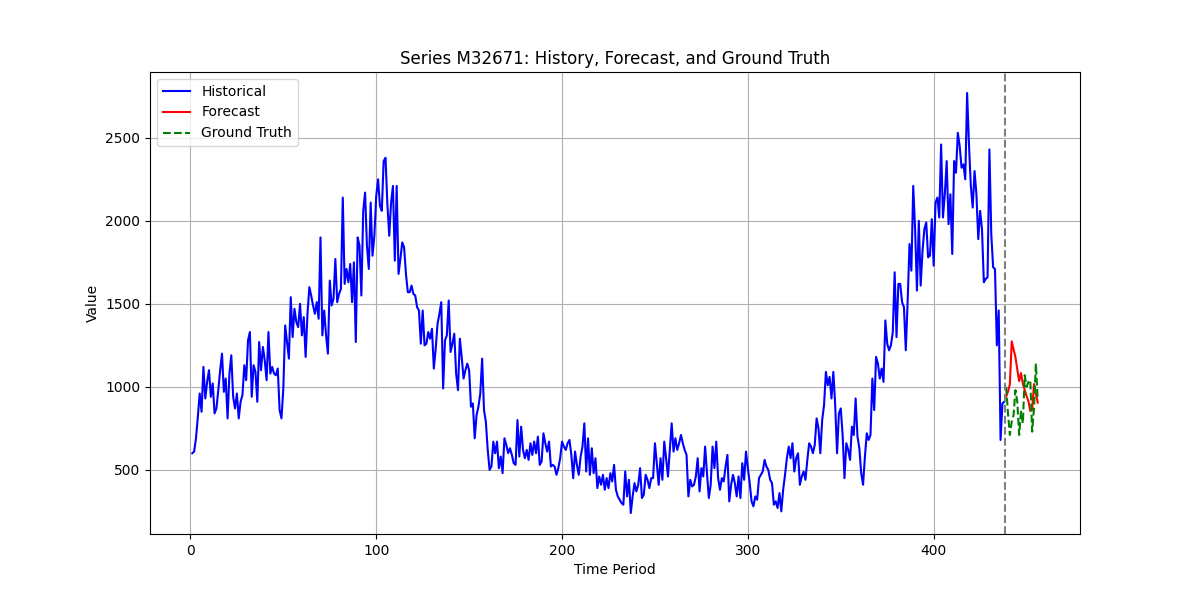 Series M32671: History, Forecast, and Ground Truth
Historical
Forecast
Ground Truth
2500
2000
1500
1000
500
Value
0 100 200 300 400
Time Period